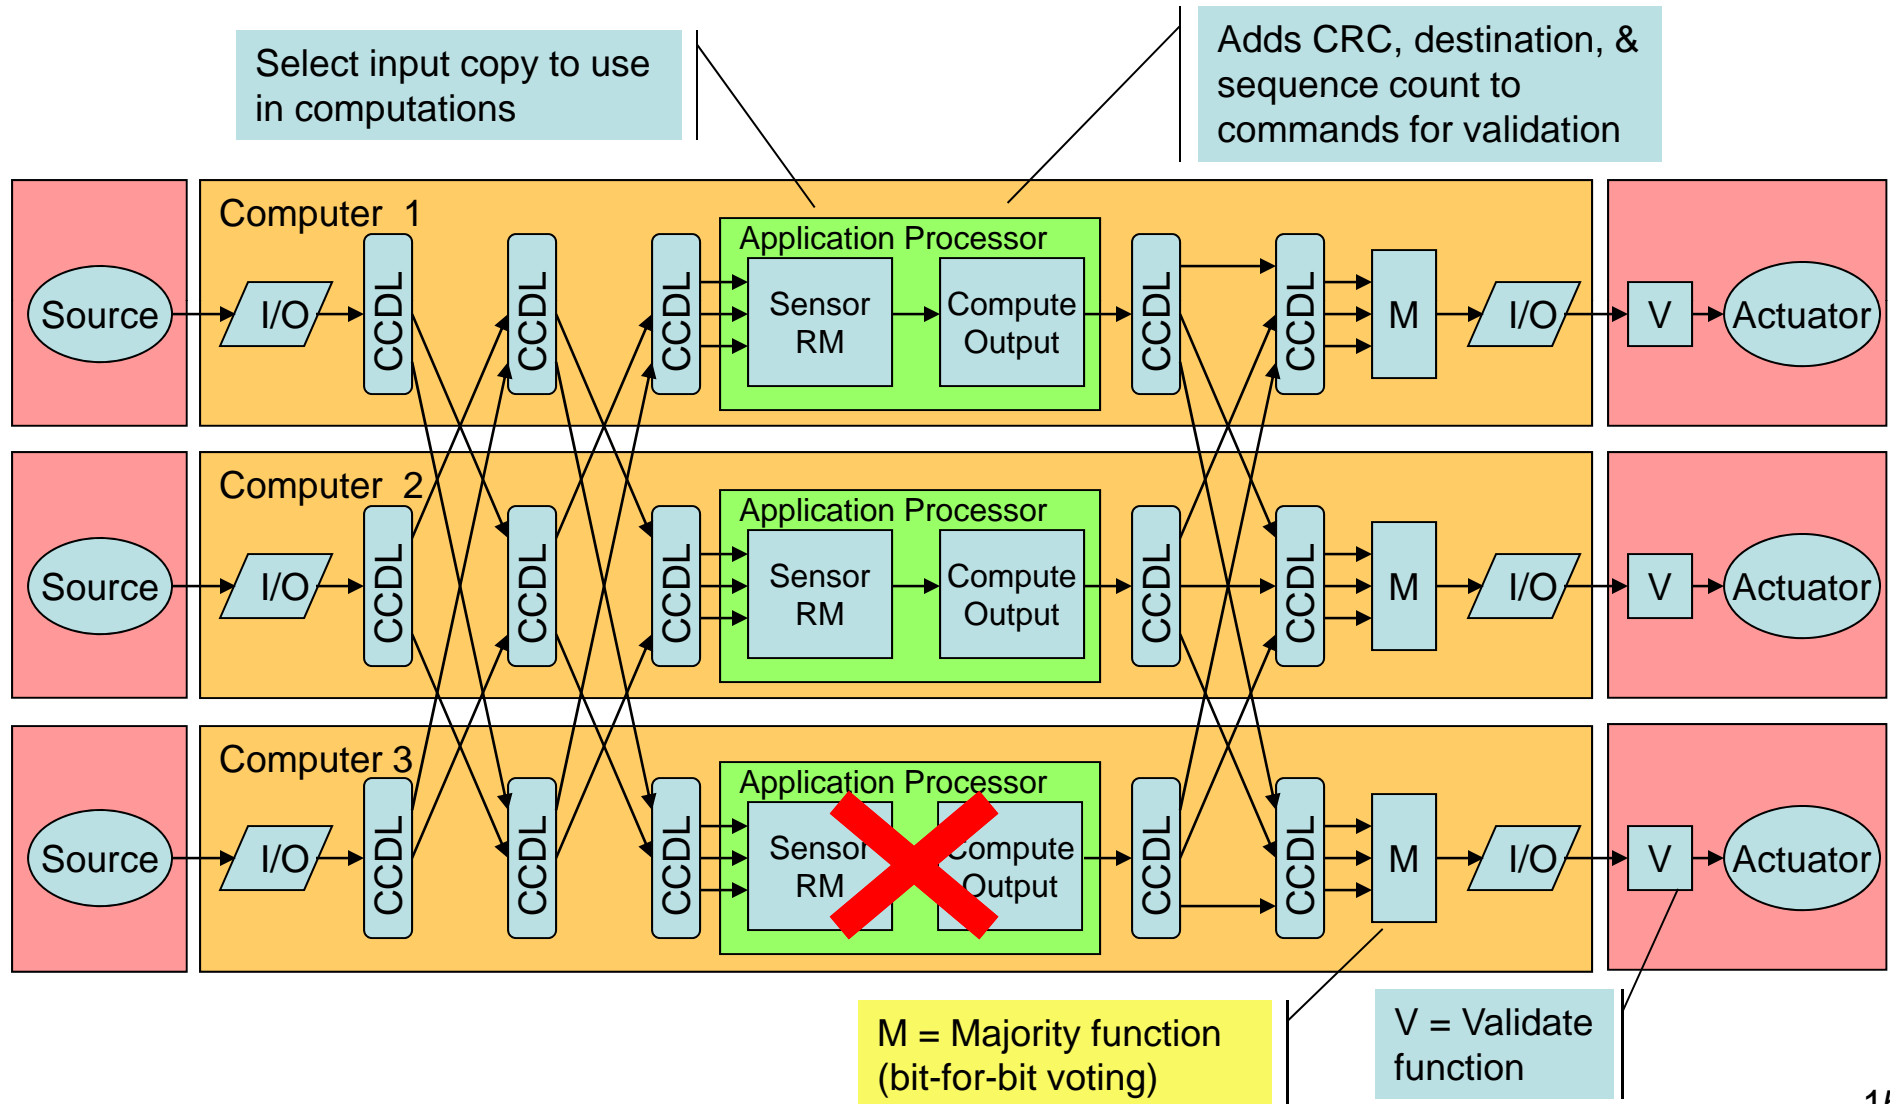 Select input copy to use
in computations
Adds CRC, destination, &
sequence count to
commands for validation
Computer 1
Source
I/O
CCDL
CCDL
CCDL
Application Processor
Sensor
RM
Compute
Output
CCDL
CCDL
M
I/O
V
Actuator
Computer 2
Source
I/O
CCDL
CCDL
CCDL
Application Processor
Sensor
RM
Compute
Output
CCDL
CCDL
M
I/O
V
Actuator
Computer 3
Source
I/O
CCDL
CCDL
CCDL
Application Processor
Sensor
RM
Compute
Output
CCDL
CCDL
M
I/O
V
Actuator
M = Majority function
(bit-for-bit voting)
V = Validate
function